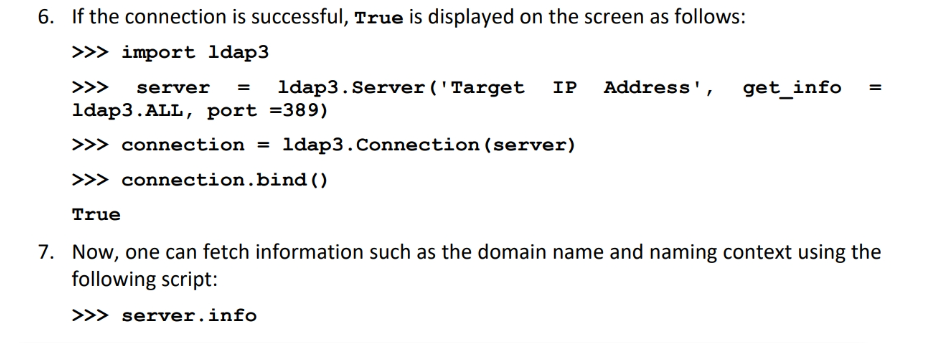 6. If the connection is successful, True is displayed on the screen as follows:
>>> import ldap3
>>> server = ldap3.Server('Target IP Address', get_info =
ldap3.ALL, port =389)
>>> connection = ldap3.Connection(server)
>>> connection.bind()
True
7. Now, one can fetch information such as the domain name and naming context using the
following script:
>>> server.info